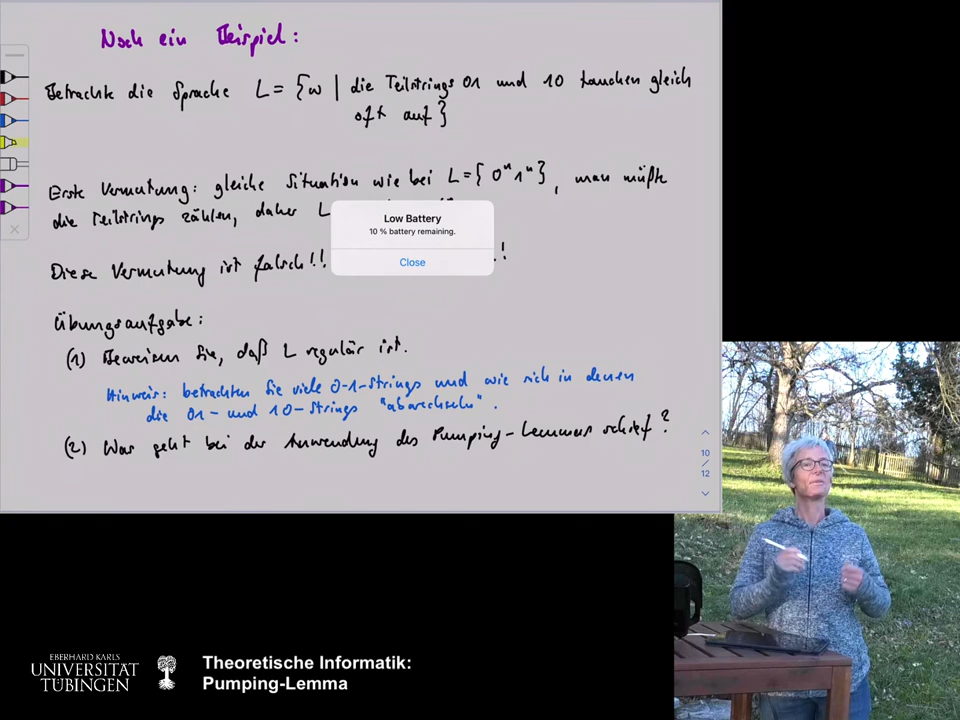 Noch ein Beispiel:
Betrachte die Sprache L = {w | die Teilstrings 01 und 10 tauchen gleich
oft auf}
Erste Vermutung: gleiche Situation wie bei L = {0ⁿ1ⁿ}, man müßte
die Teilstrings zählen, daher L
Low Battery
10 % battery remaining.
Close
Diese Vermutung ist falsch!! !
Übungsaufgabe:
(1) Beweisen Sie, daß L regulär ist.
Hinweis: betrachten Sie viele 0-1-Strings und wie sich in denen
die 01- und 10-Strings "abwechseln".
(2) Was geht bei der Anwendung des Pumping-Lemmas schief?
10
/
12
EBERHARD KARLS
UNIVERSITÄT
TÜBINGEN
Theoretische Informatik:
Pumping-Lemma